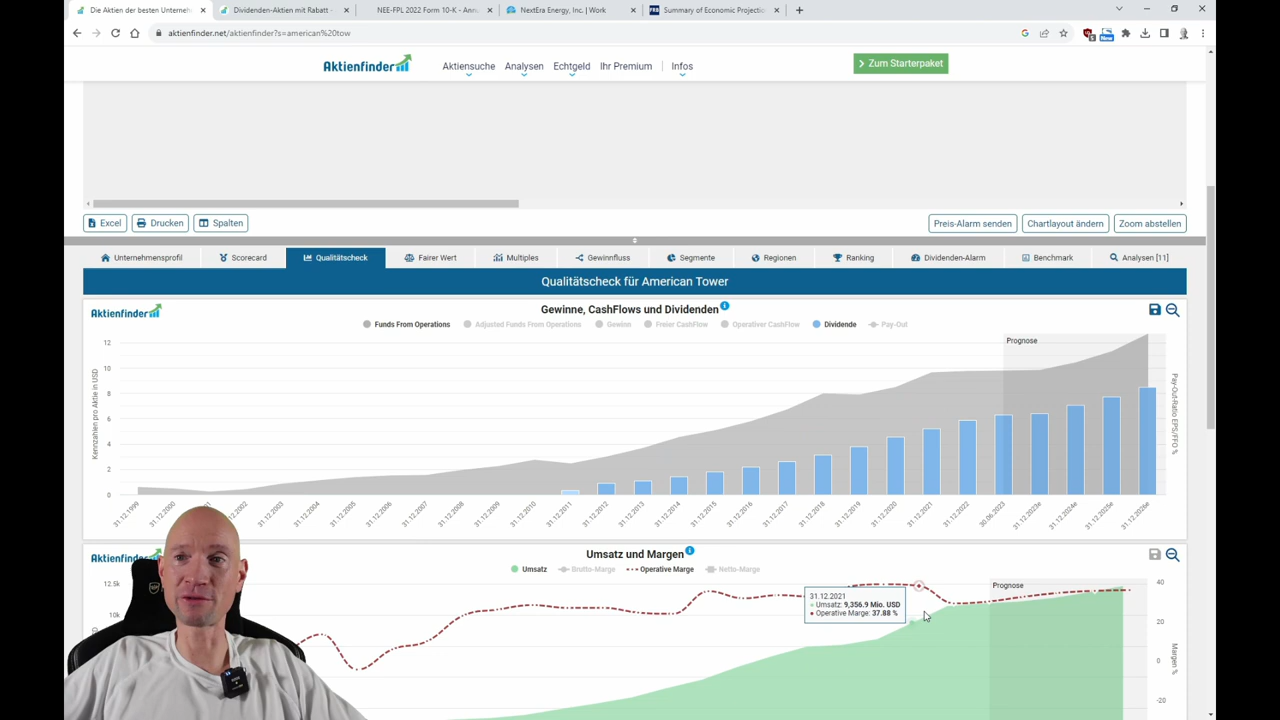 Die Aktien der besten Unterneh
Dividenden-Aktien mit Rabatt -
NEE-FPL 2022 Form 10-K - Ann
NextEra Energy, Inc. | Work
Summary of Economic Projectio
aktienfinder.net/aktienfinder?s=american%20tow
Aktienfinder
Aktiensuche
Analysen
Echtgeld
Ihr Premium
Infos
Zum Starterpaket
Excel
Drucken
Spalten
Preis-Alarm senden
Chartlayout ändern
Zoom abstellen
Unternehmensprofil
Scorecard
Qualitätscheck
Fairer Wert
Multiples
Gewinnfluss
Segmente
Regionen
Ranking
Dividenden-Alarm
Benchmark
Analysen [11]
Qualitätscheck für American Tower
Aktienfinder
Gewinne, CashFlows und Dividenden
Funds From Operations
Adjusted Funds From Operations
Gewinn
Freier CashFlow
Operativer CashFlow
Dividende
Pay-Out
Prognose
12
10
8
6
4
2
0
Kennzahlen pro Aktie in USD
Pay-Out-Ratio EPS/FFO %
31.12.1999
31.12.2000
31.12.2001
31.12.2002
31.12.2003
31.12.2004
31.12.2005
31.12.2006
31.12.2007
31.12.2008
31.12.2009
31.12.2010
31.12.2011
31.12.2012
31.12.2013
31.12.2014
31.12.2015
31.12.2016
31.12.2017
31.12.2018
31.12.2019
31.12.2020
31.12.2021
31.12.2022
30.06.2023
31.12.2023e
31.12.2024e
31.12.2025e
31.12.2026e
Aktienfinder
Umsatz und Margen
Umsatz
Brutto-Marge
Operative Marge
Netto-Marge
Prognose
12.5k
10k
40
20
0
-20
Margen %
31.12.2021
Umsatz: 9,356.9 Mio. USD
Operative Marge: 37.88 %